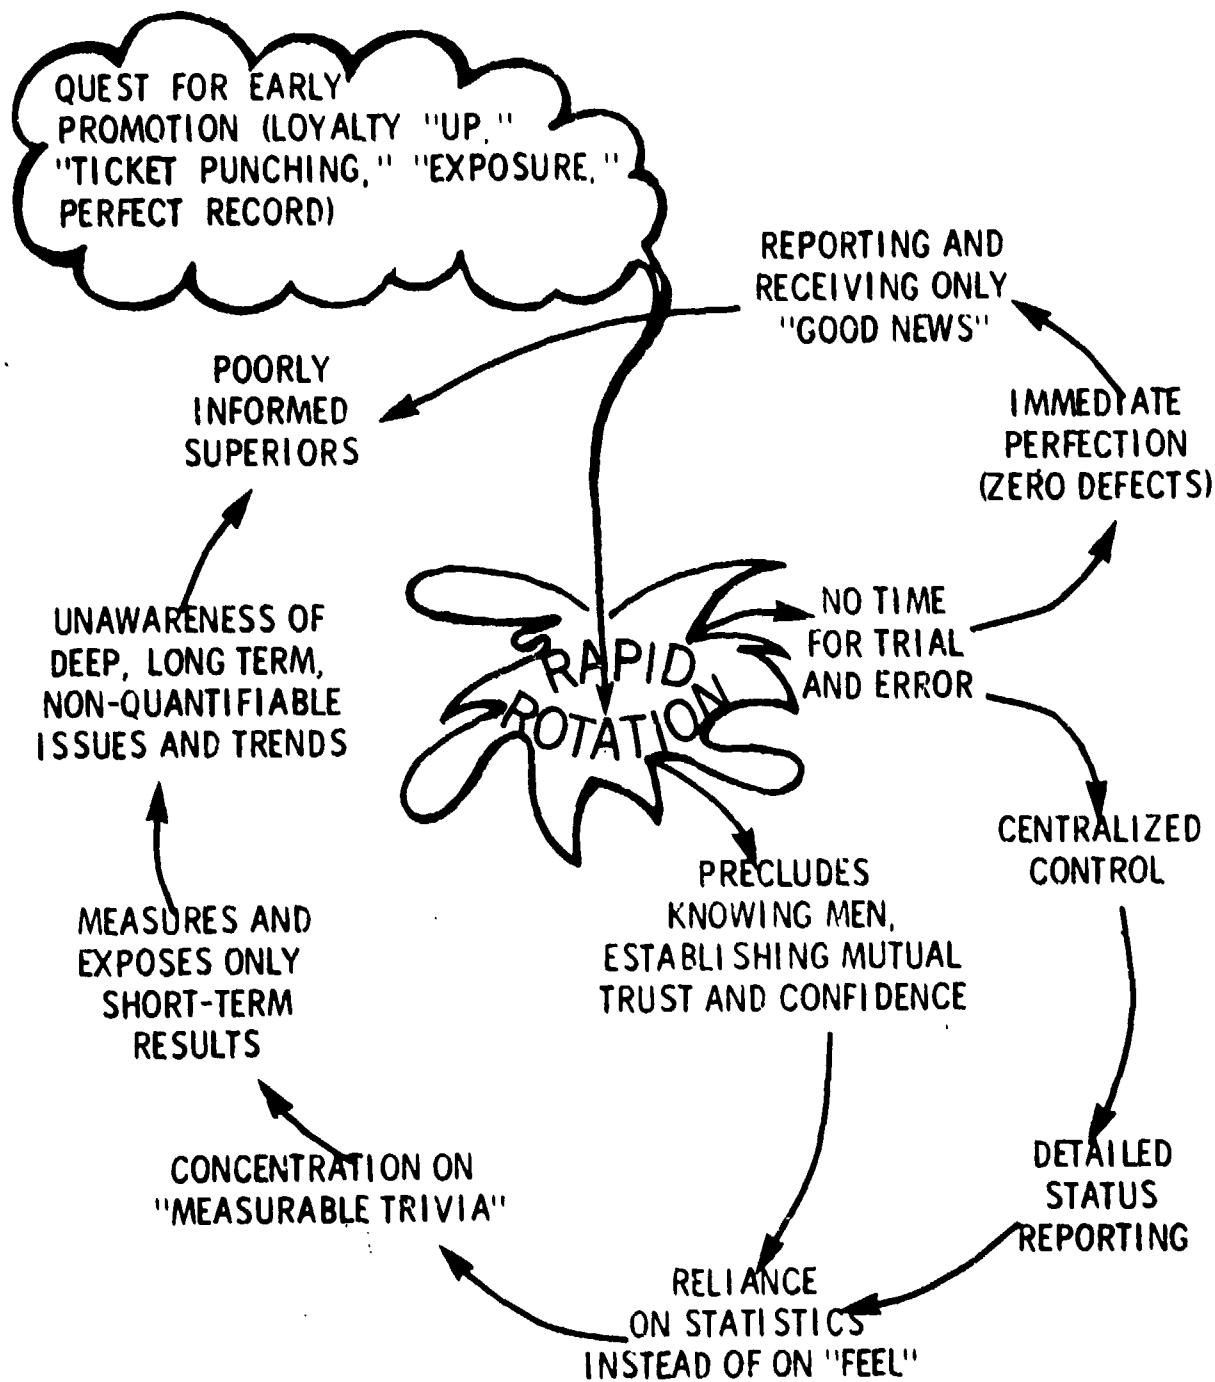 QUEST FOR EARLY
PROMOTION (LOYALTY "UP,"
"TICKET PUNCHING," "EXPOSURE,"
PERFECT RECORD)
REPORTING AND
RECEIVING ONLY
"GOOD NEWS"
POORLY
INFORMED
SUPERIORS
IMMEDIATE
PERFECTION
(ZERO DEFECTS)
RAPID
ROTATION
NO TIME
FOR TRIAL
AND ERROR
UNAWARENESS OF
DEEP, LONG TERM,
NON-QUANTIFIABLE
ISSUES AND TRENDS
CENTRALIZED
CONTROL
PRECLUDES
KNOWING MEN,
ESTABLISHING MUTUAL
TRUST AND CONFIDENCE
MEASURES AND
EXPOSES ONLY
SHORT-TERM
RESULTS
DETAILED
STATUS
REPORTING
CONCENTRATION ON
"MEASURABLE TRIVIA"
RELIANCE
ON STATISTICS
INSTEAD OF ON "FEEL"